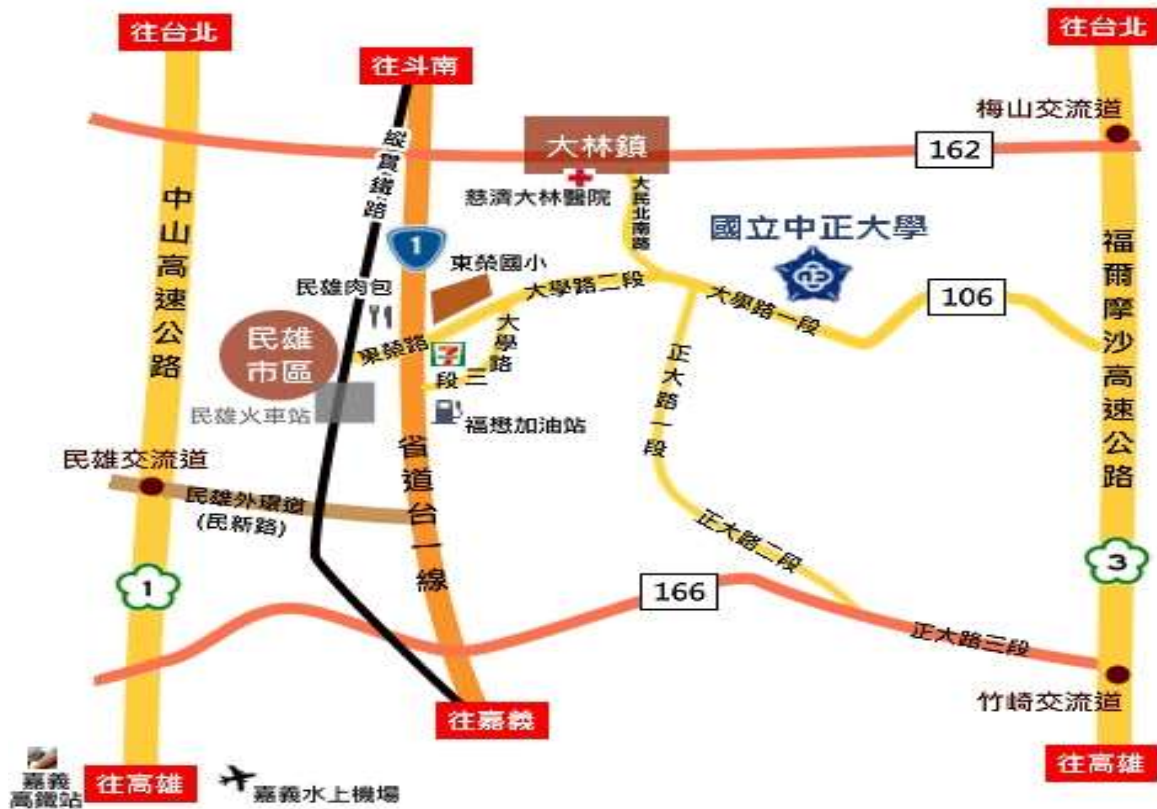 往台北
往台北
往斗南
梅山交流道
大林鎮
162
縱貫鐵路
慈濟大林醫院
大民北南路
中山高速公路
國立中正大學
福爾摩沙高速公路
1
東榮國小
民雄肉包
大學路二段
大學路一段
106
民雄
市區
東榮路
7
大學路
三段
正大路一段
民雄火車站
福懋加油站
省道台一線
民雄交流道
民雄外環道
(民新路)
正大路二段
1
3
166
正大路三段
往嘉義
竹崎交流道
嘉義
高鐵站
往高雄
嘉義水上機場
往高雄